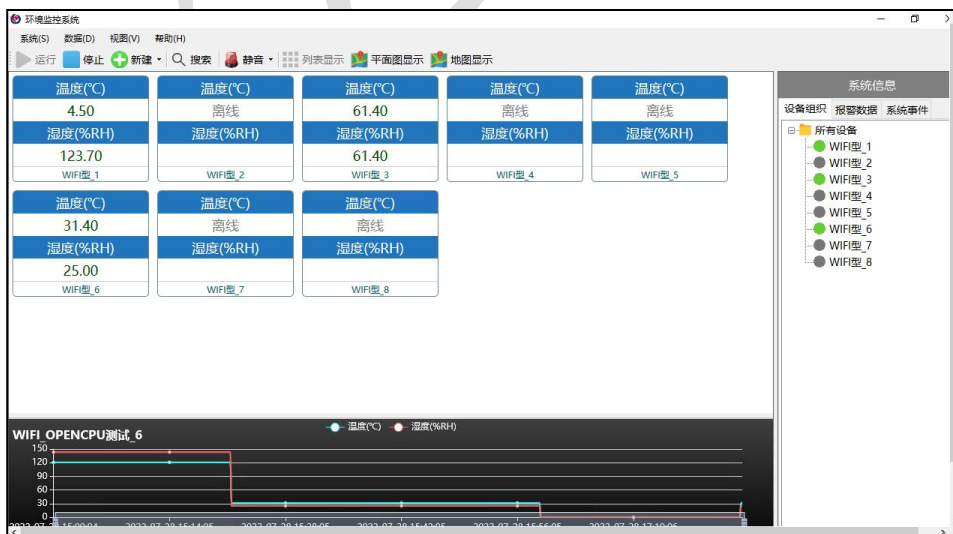 环境监控系统
系统(S) 数据(D) 视图(V) 帮助(H)
运行 停止 新建 搜索 静音 列表显示 平面图显示 地图显示
温度(℃) 温度(℃) 温度(℃) 温度(℃) 温度(℃)
4.50 离线 61.40 离线 离线
湿度(%RH) 湿度(%RH) 湿度(%RH) 湿度(%RH) 湿度(%RH)
123.70 61.40
WIFI型_1 WIFI型_2 WIFI型_3 WIFI型_4 WIFI型_5
温度(℃) 温度(℃) 温度(℃)
31.40 离线 离线
湿度(%RH) 湿度(%RH) 湿度(%RH)
25.00
WIFI型_6 WIFI型_7 WIFI型_8
系统信息
设备组织 报警数据 系统事件
所有设备
WIFI型_1
WIFI型_2
WIFI型_3
WIFI型_4
WIFI型_5
WIFI型_6
WIFI型_7
WIFI型_8
WIFI_OPENCPU测试_6
温度(℃) 湿度(%RH)
150
120
90
60
30
0